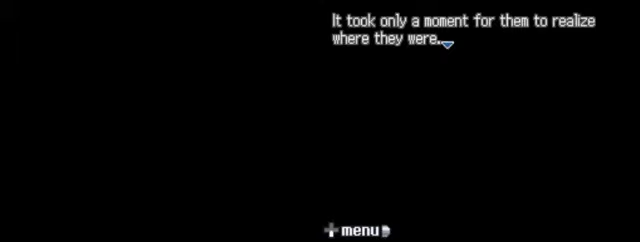 It took only a moment for them to realize
where they were.
menu